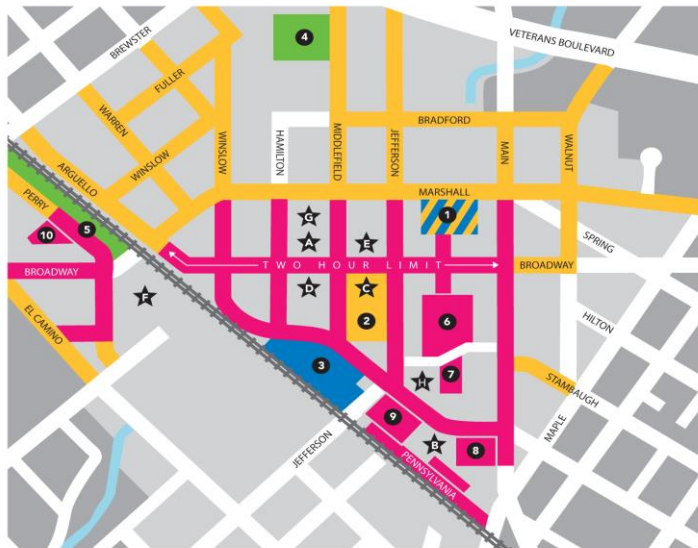 BREWSTER
4
VETERANS BOULEVARD
FULLER
WARREN
WINSLOW
WINSLOW
HAMILTON
MIDDLEFIELD
JEFFERSON
BRADFORD
MAIN
WALNUT
ARGUELLO
PERRY
MARSHALL
G
1
5
10
A
E
SPRING
BROADWAY
TWO HOUR LIMIT
BROADWAY
F
D
C
EL CAMINO
2
6
HILTON
3
H
7
STAMBAUGH
9
JEFFERSON
B
8
MAPLE
PENNSYLVANIA